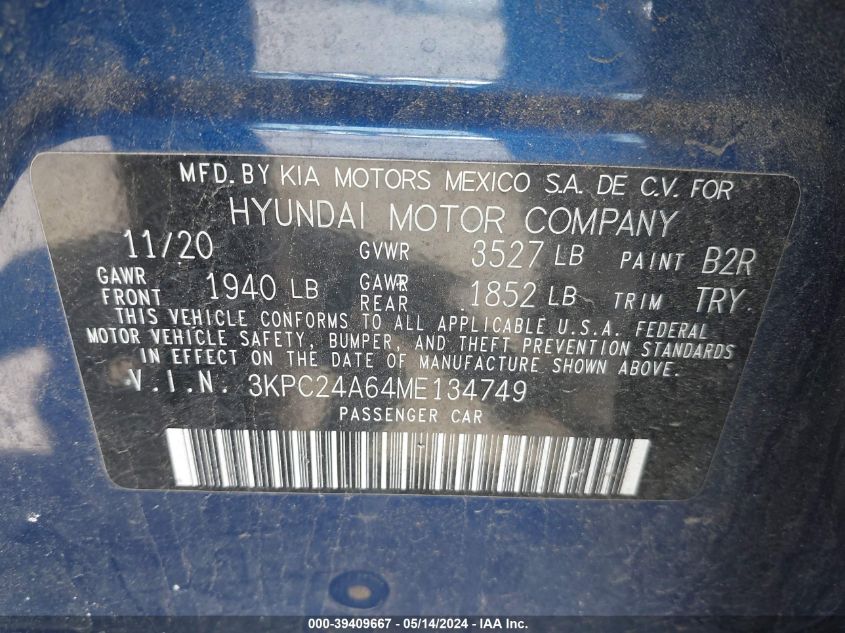 MFD. BY KIA MOTORS MEXICO S.A. DE C.V. FOR
HYUNDAI MOTOR COMPANY
11/20 GVWR 3527 LB PAINT B2R
GAWR FRONT 1940 LB GAWR REAR 1852 LB TRIM TRY
THIS VEHICLE CONFORMS TO ALL APPLICABLE U.S.A. FEDERAL
MOTOR VEHICLE SAFETY, BUMPER, AND THEFT PREVENTION STANDARDS
IN EFFECT ON THE DATE OF MANUFACTURE SHOWN ABOVE.
V.I.N. 3KPC24A64ME134749
PASSENGER CAR
000-39409667 - 05/14/2024 - IAA Inc.